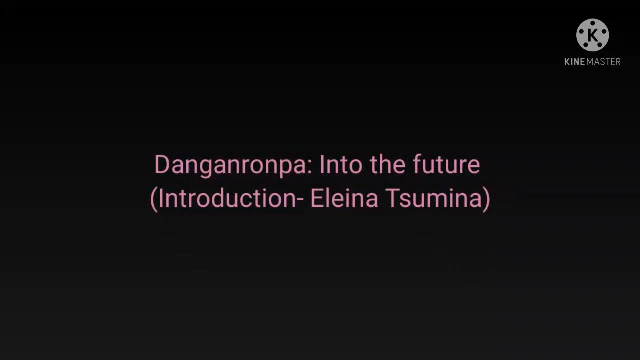 KINEMASTER
Danganronpa: Into the future
(Introduction- Eleina Tsumina)